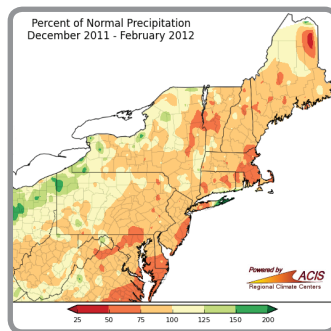 Percent of Normal Precipitation
December 2011 - February 2012
Powered by
ACIS
Regional Climate Centers
25 50 75 100 125 150 200